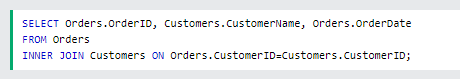 SELECT Orders.OrderID, Customers.CustomerName, Orders.OrderDate
FROM Orders
INNER JOIN Customers ON Orders.CustomerID=Customers.CustomerID;